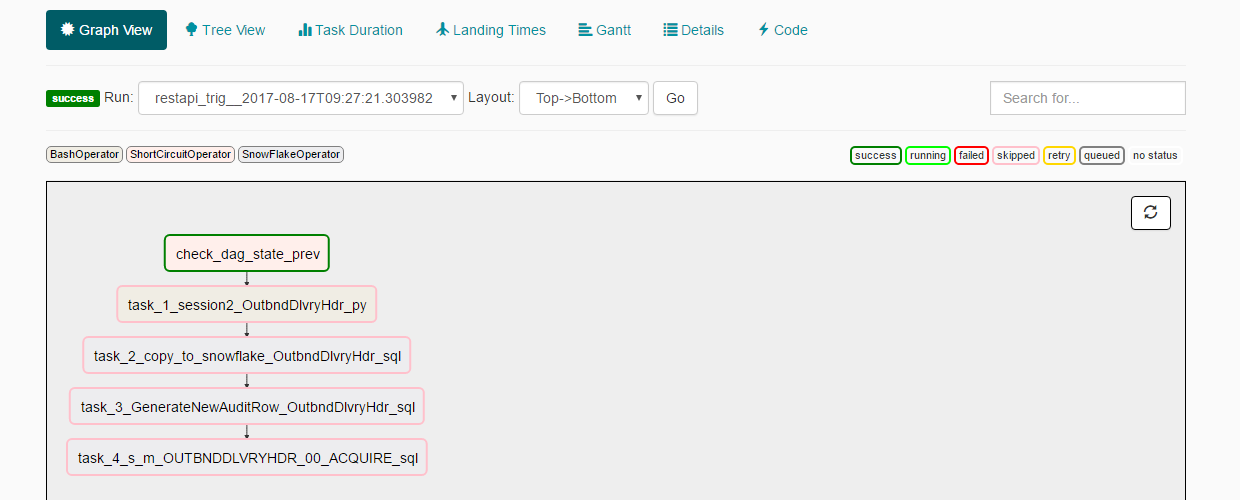 Graph View Tree View Task Duration Landing Times Gantt Details Code
success Run: restapi_trig__2017-08-17T09:27:21.303982 Layout: Top->Bottom Go Search for...
BashOperator ShortCircuitOperator SnowFlakeOperator success running failed skipped retry queued no status
check_dag_state_prev
task_1_session2_OutbndDlvryHdr_py
task_2_copy_to_snowflake_OutbndDlvryHdr_sql
task_3_GenerateNewAuditRow_OutbndDlvryHdr_sql
task_4_s_m_OUTBNDDLVRYHDR_00_ACQUIRE_sql